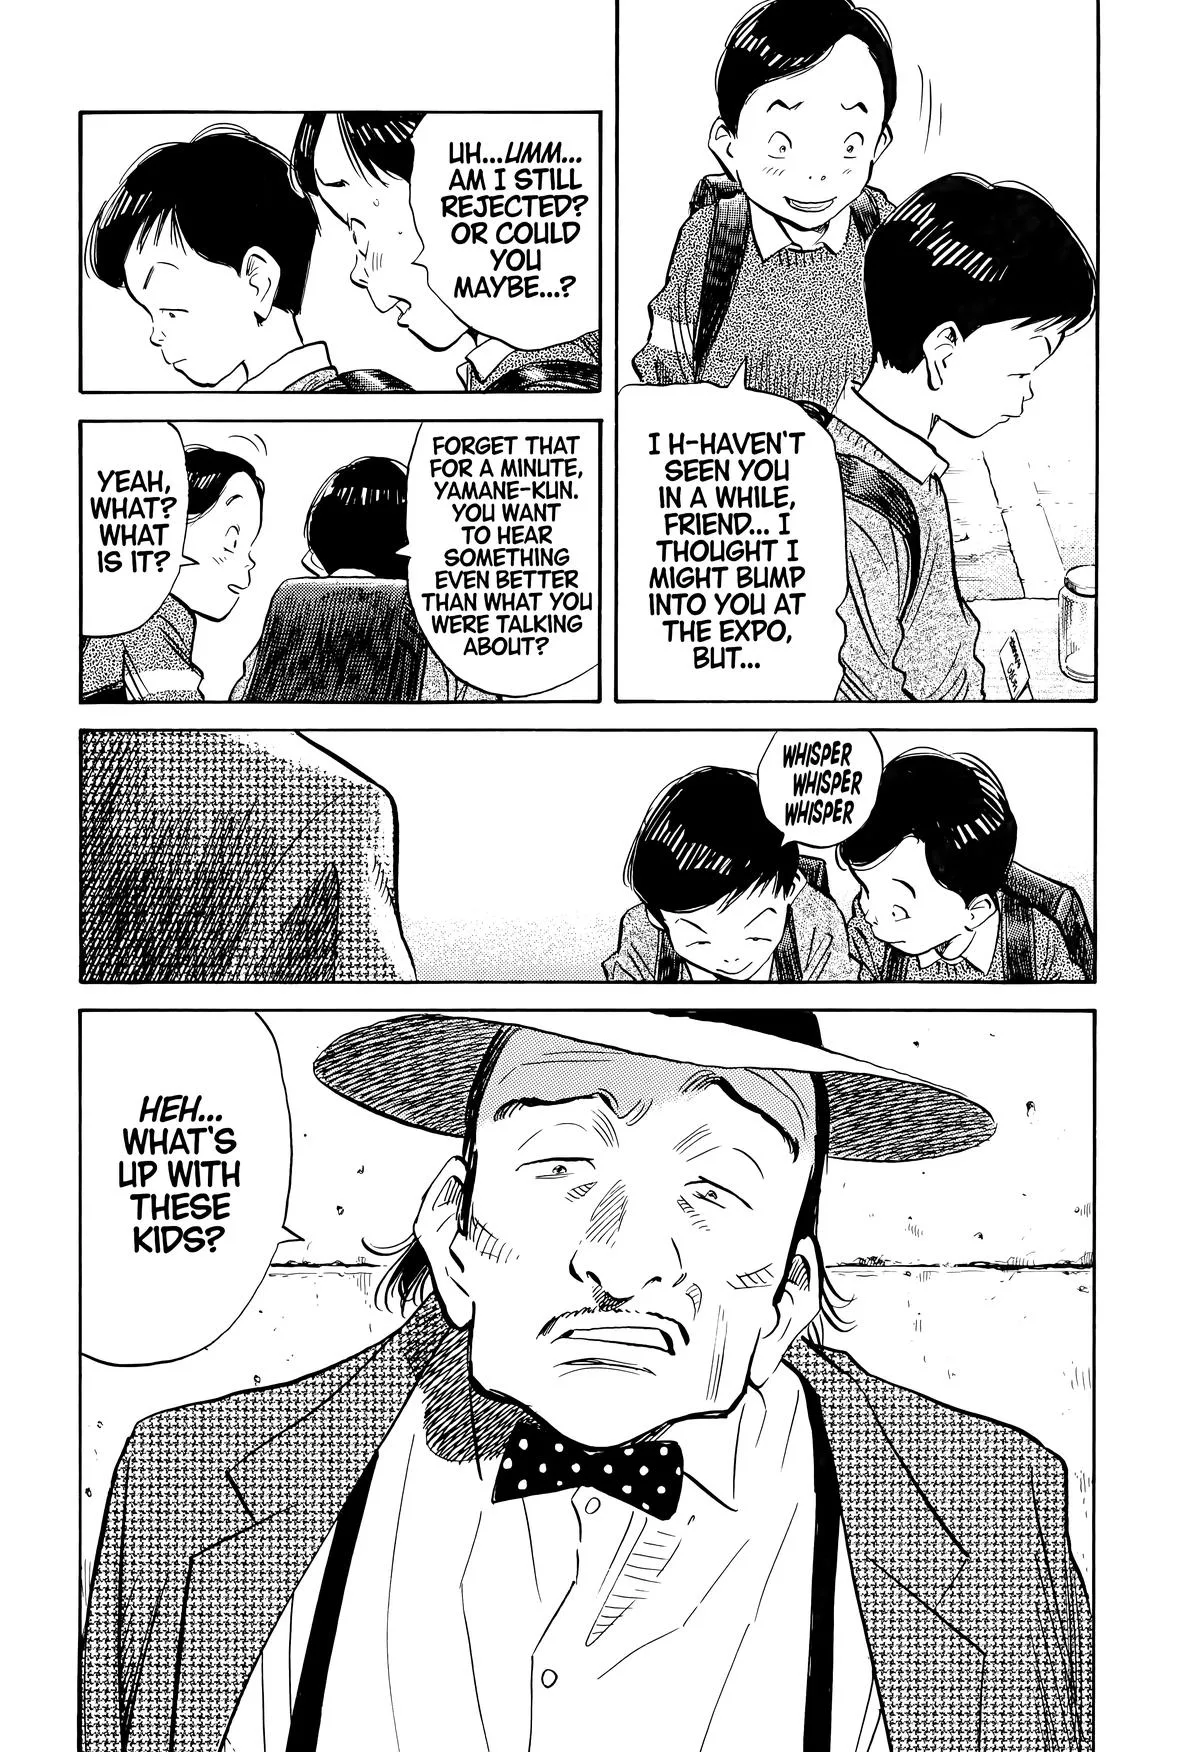 I H-HAVEN'T
SEEN YOU
IN A WHILE,
FRIEND... I
THOUGHT I
MIGHT BUMP
INTO YOU AT
THE EXPO,
BUT...
UH...UMM...
AM I STILL
REJECTED?
OR COULD
YOU
MAYBE...?
FORGET THAT
FOR A MINUTE,
YAMANE-KUN.
YOU WANT
TO HEAR
SOMETHING
EVEN BETTER
THAN WHAT YOU
WERE TALKING
ABOUT?
YEAH,
WHAT?
WHAT
IS IT?
WHISPER
WHISPER
WHISPER
HEH...
WHAT'S
UP WITH
THESE
KIDS?